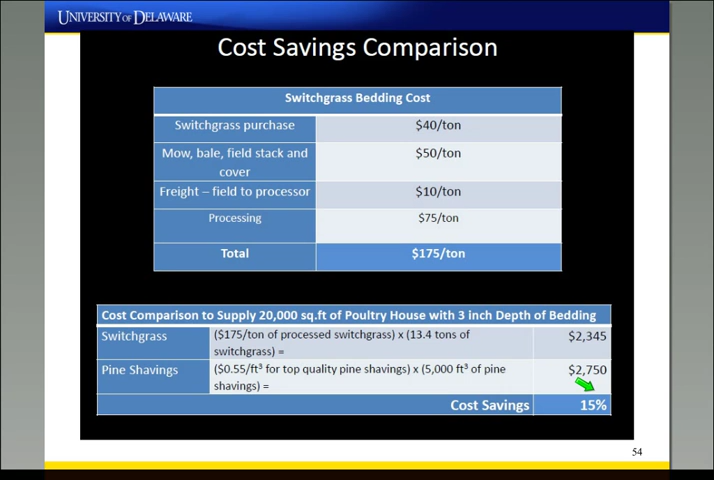 UNIVERSITY OF DELAWARE
Cost Savings Comparison
Switchgrass Bedding Cost
Switchgrass purchase $40/ton
Mow, bale, field stack and $50/ton
cover
Freight – field to processor $10/ton
Processing $75/ton
Total $175/ton
Cost Comparison to Supply 20,000 sq.ft of Poultry House with 3 inch Depth of Bedding
Switchgrass ($175/ton of processed switchgrass) x (13.4 tons of $2,345
switchgrass) =
Pine Shavings ($0.55/ft³ for top quality pine shavings) x (5,000 ft³ of pine $2,750
shavings) =
Cost Savings 15%
54